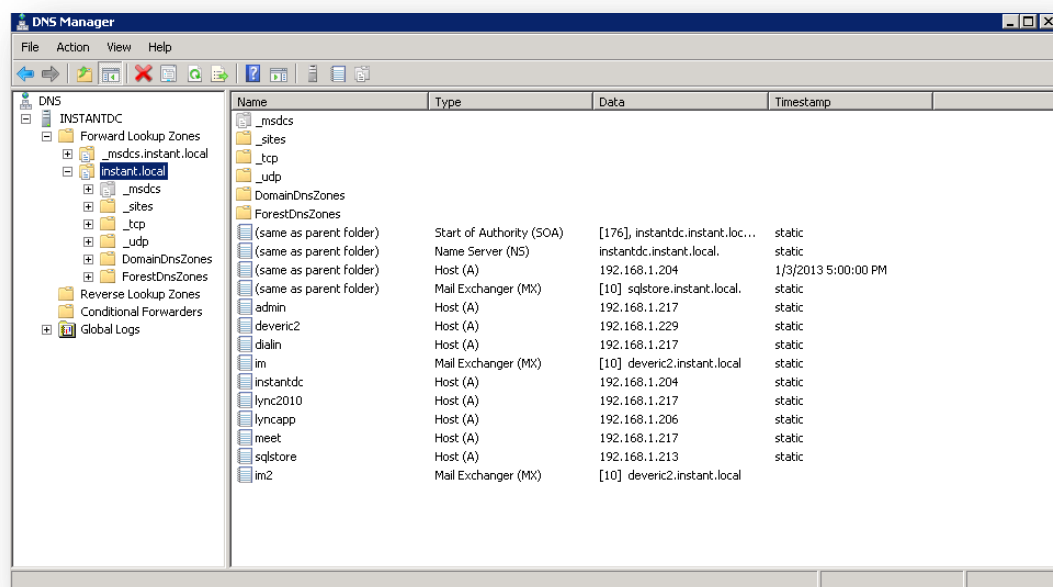 DNS Manager
File Action View Help
DNS
INSTANTDC
Forward Lookup Zones
_msdcs.instant.local
instant.local
_msdcs
_sites
_tcp
_udp
DomainDnsZones
ForestDnsZones
Reverse Lookup Zones
Conditional Forwarders
Global Logs
Name Type Data Timestamp
_msdcs
_sites
_tcp
_udp
DomainDnsZones
ForestDnsZones
(same as parent folder) Start of Authority (SOA) [176], instantdc.instant.loc... static
(same as parent folder) Name Server (NS) instantdc.instant.local. static
(same as parent folder) Host (A) 192.168.1.204 1/3/2013 5:00:00 PM
(same as parent folder) Mail Exchanger (MX) [10] sqlstore.instant.local. static
admin Host (A) 192.168.1.217 static
deveric2 Host (A) 192.168.1.229 static
dialin Host (A) 192.168.1.217 static
im Mail Exchanger (MX) [10] deveric2.instant.local static
instantdc Host (A) 192.168.1.204 static
lync2010 Host (A) 192.168.1.217 static
lyncapp Host (A) 192.168.1.206 static
meet Host (A) 192.168.1.217 static
sqlstore Host (A) 192.168.1.213 static
im2 Mail Exchanger (MX) [10] deveric2.instant.local